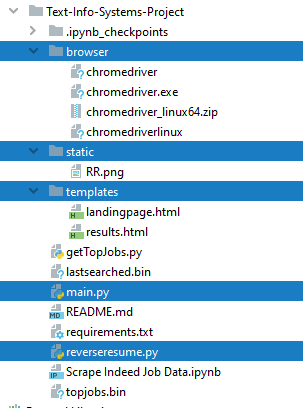 Text-Info-Systems-Project
.ipynb_checkpoints
browser
chromedriver
chromedriver.exe
chromedriver_linux64.zip
chromedriverlinux
static
RR.png
templates
landingpage.html
results.html
getTopJobs.py
lastsearched.bin
main.py
README.md
requirements.txt
reverseresume.py
Scrape Indeed Job Data.ipynb
topjobs.bin